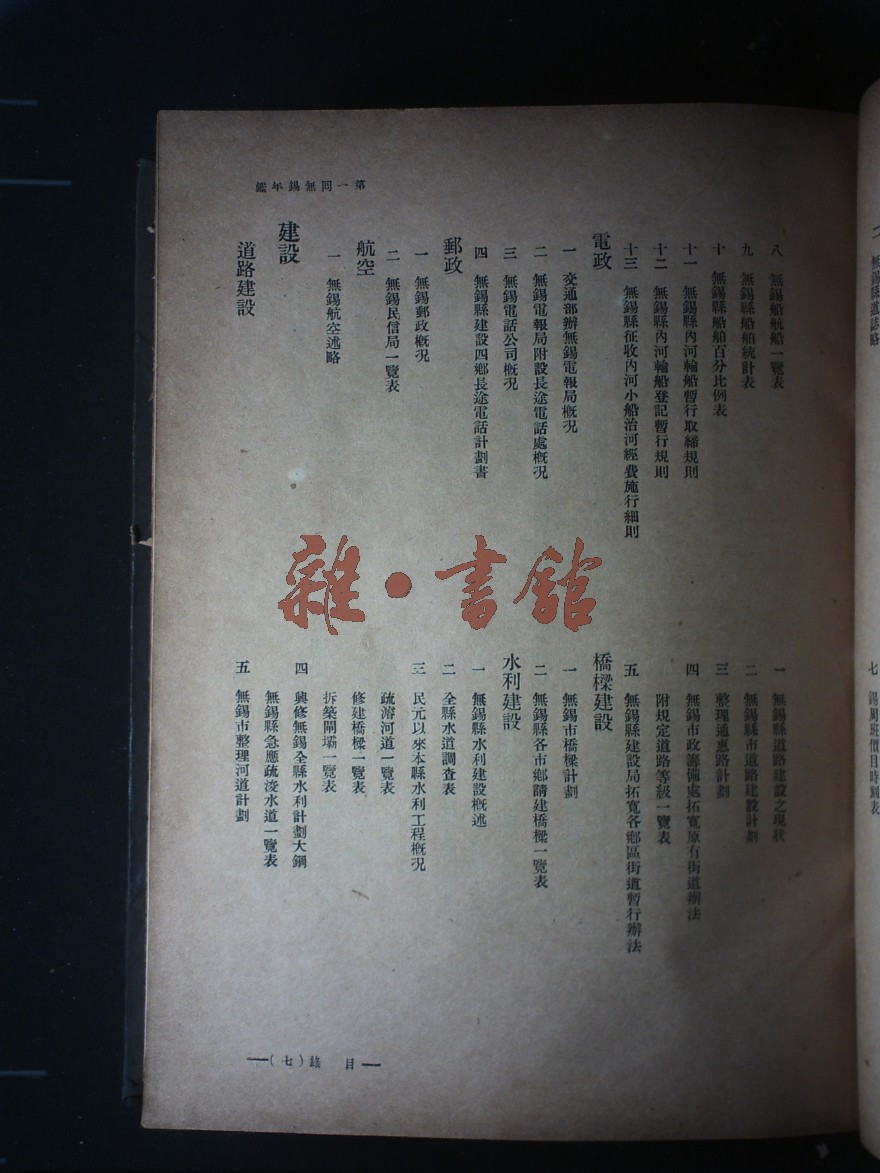 第一回無錫年鑑
八 無錫船航船一覽表
九 無錫縣船舶統計表
十 無錫縣船舶百分比例表
十一 無錫縣內河輪船暫行取締規則
十二 無錫縣內河輪船登記暫行規則
十三 無錫縣征收內河小船治河經費施行細則
電政
一 交通部辦無錫電報局概況
二 無錫電報局附設長途電話處概況
三 無錫電話公司概況
四 無錫縣建設四鄉長途電話計劃書
郵政
一 無錫郵政概況
二 無錫民信局一覽表
航空
一 無錫航空述略
建設
道路建設
一 無錫縣道路建設之現狀
二 無錫縣市道路建設計劃
三 整理通惠路計劃
四 無錫市政籌備處拓寬原有街道辦法
附規定道路等級一覽表
五 無錫縣建設局拓寬各鄉區街道暫行辦法
橋樑建設
一 無錫市橋樑計劃
二 無錫縣各市鄉請建橋樑一覽表
水利建設
一 無錫縣水利建設概述
二 全縣水道調查表
三 民元以來本縣水利工程概況
疏濬河道一覽表
修建橋樑一覽表
拆築閘壩一覽表
四 興修無錫全縣水利計劃大綱
無錫縣急應疏浚水道一覽表
五 無錫市整理河道計劃
目錄(七)
雜·書館
無錫縣道誌略
七 錫周班價目時刻表